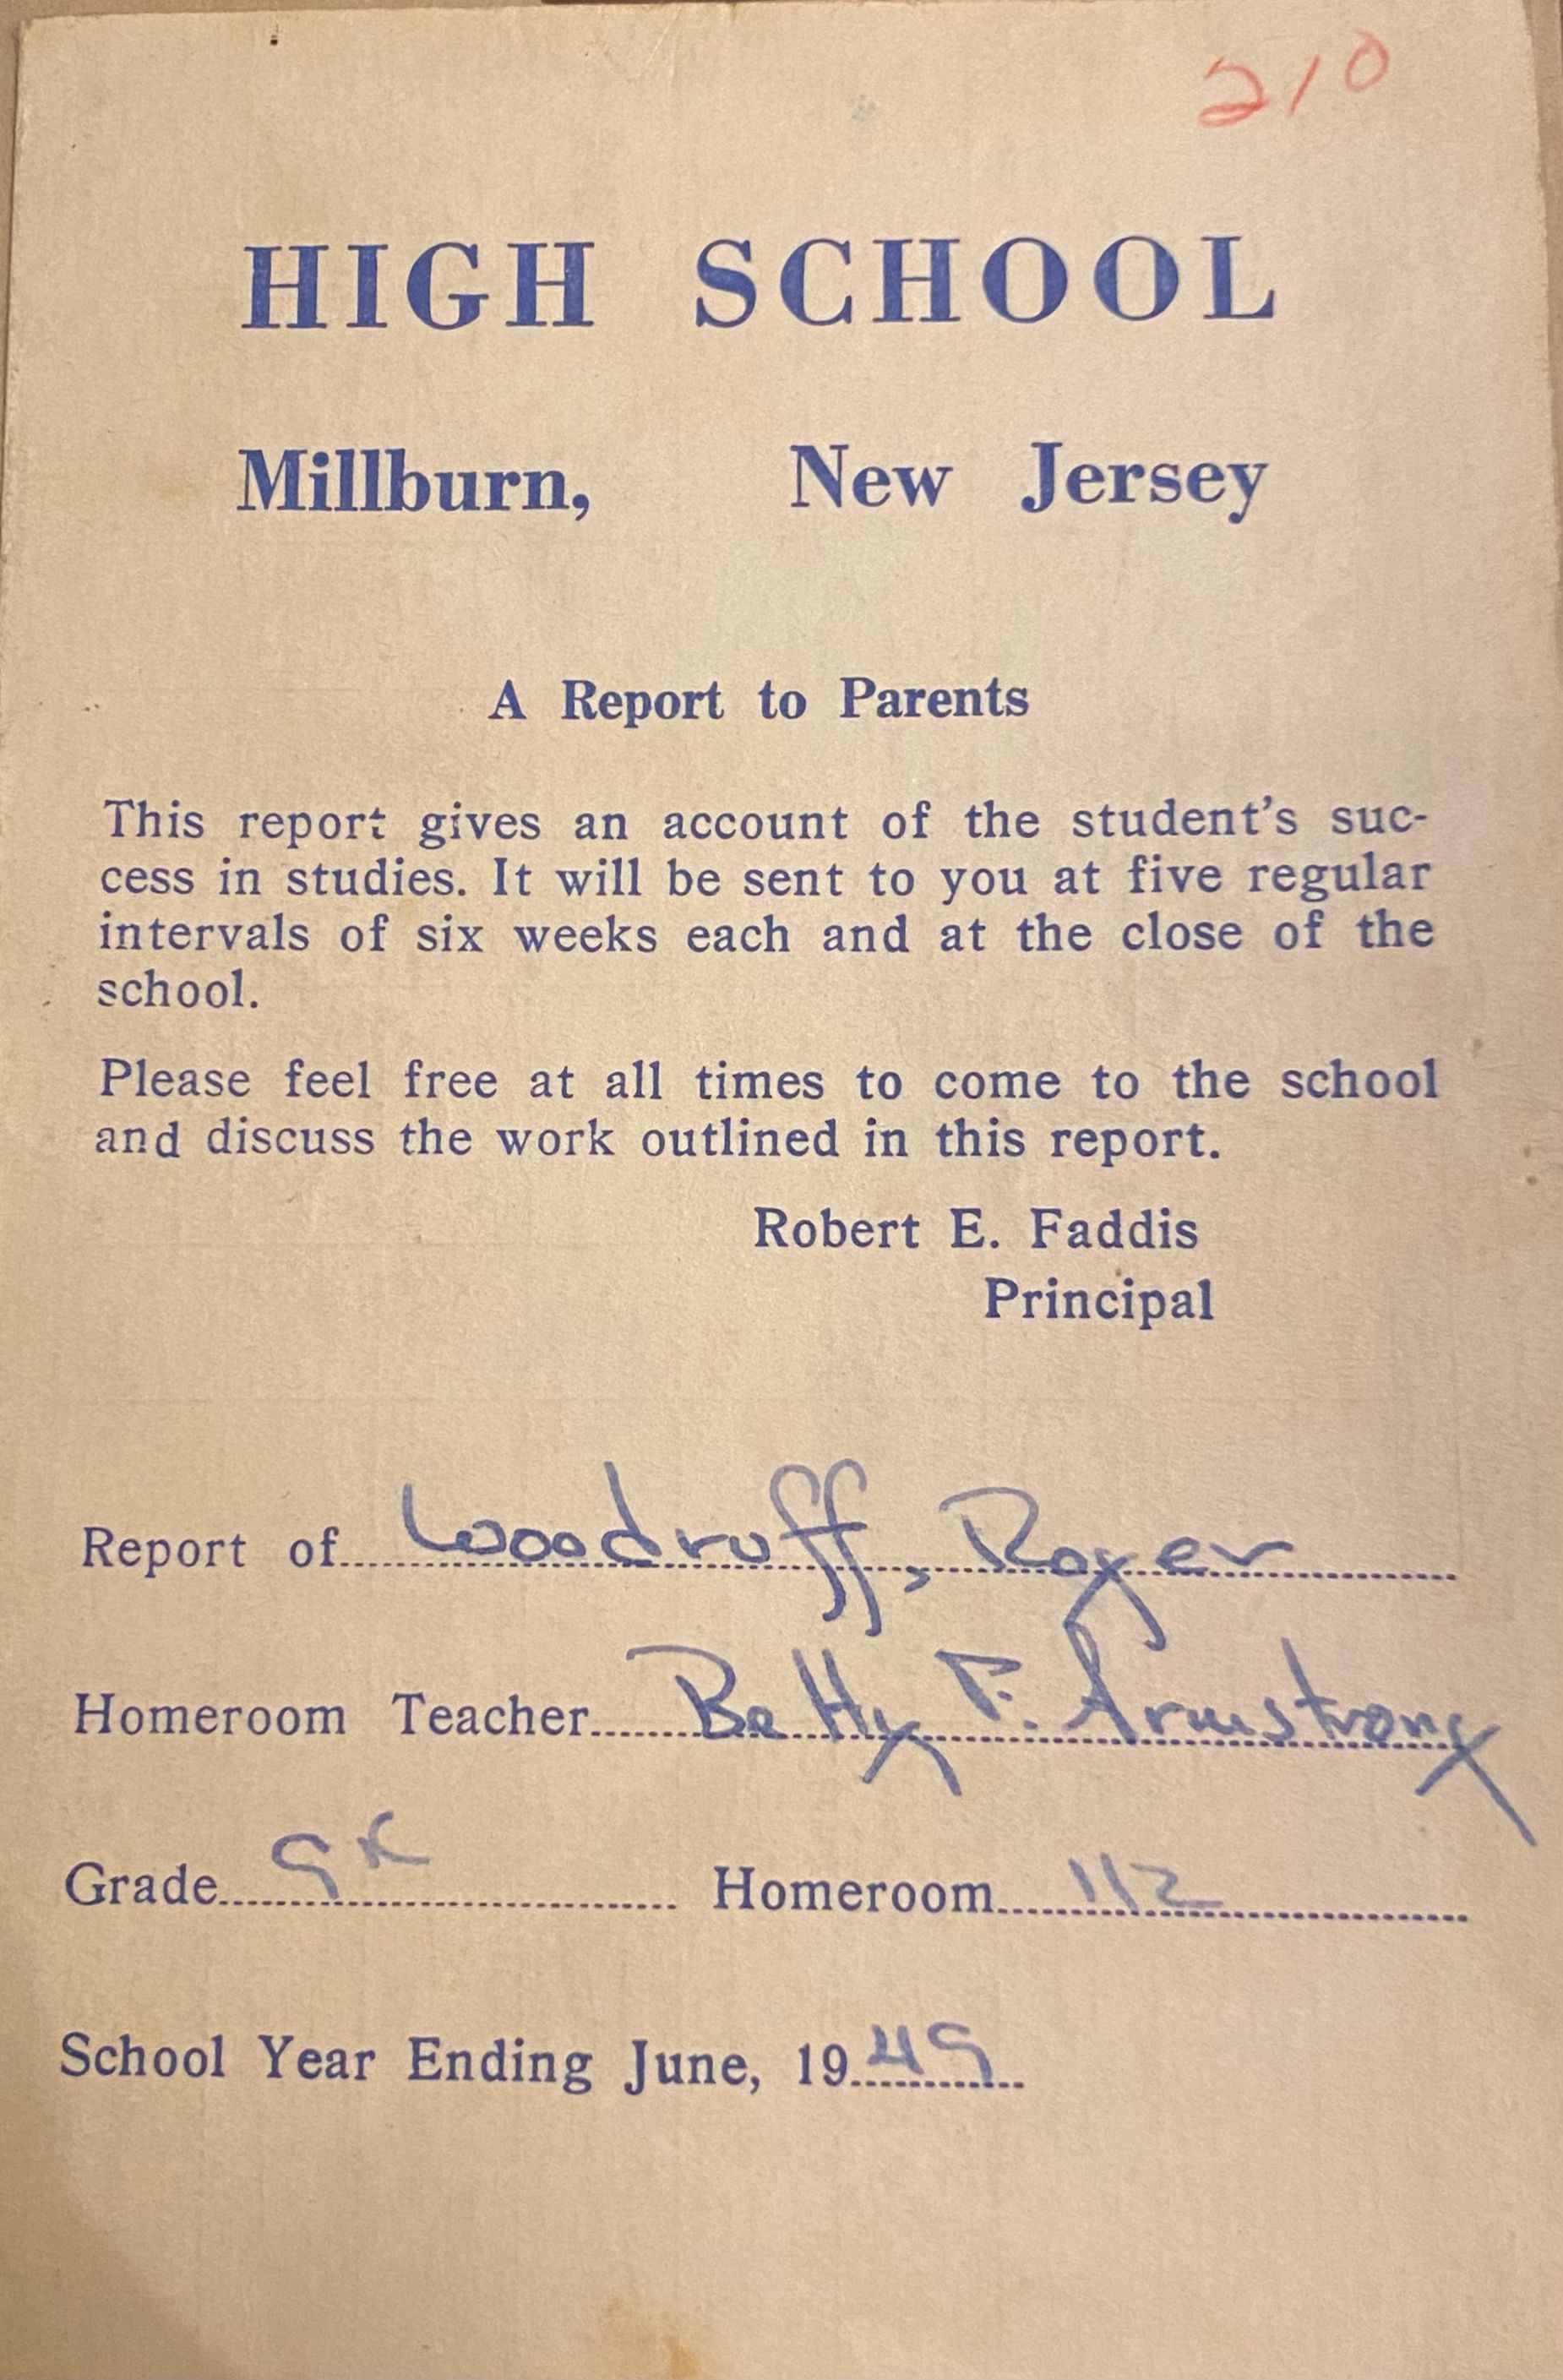 210
HIGH SCHOOL
Millburn, New Jersey
A Report to Parents
This report gives an account of the student's suc-
cess in studies. It will be sent to you at five regular
intervals of six weeks each and at the close of the
school.
Please feel free at all times to come to the school
and discuss the work outlined in this report.
Robert E. Faddis
Principal
Report of Woodruff, Roger
Homeroom Teacher Betty F. Armstrong
Grade 9K Homeroom 112
School Year Ending June, 1949